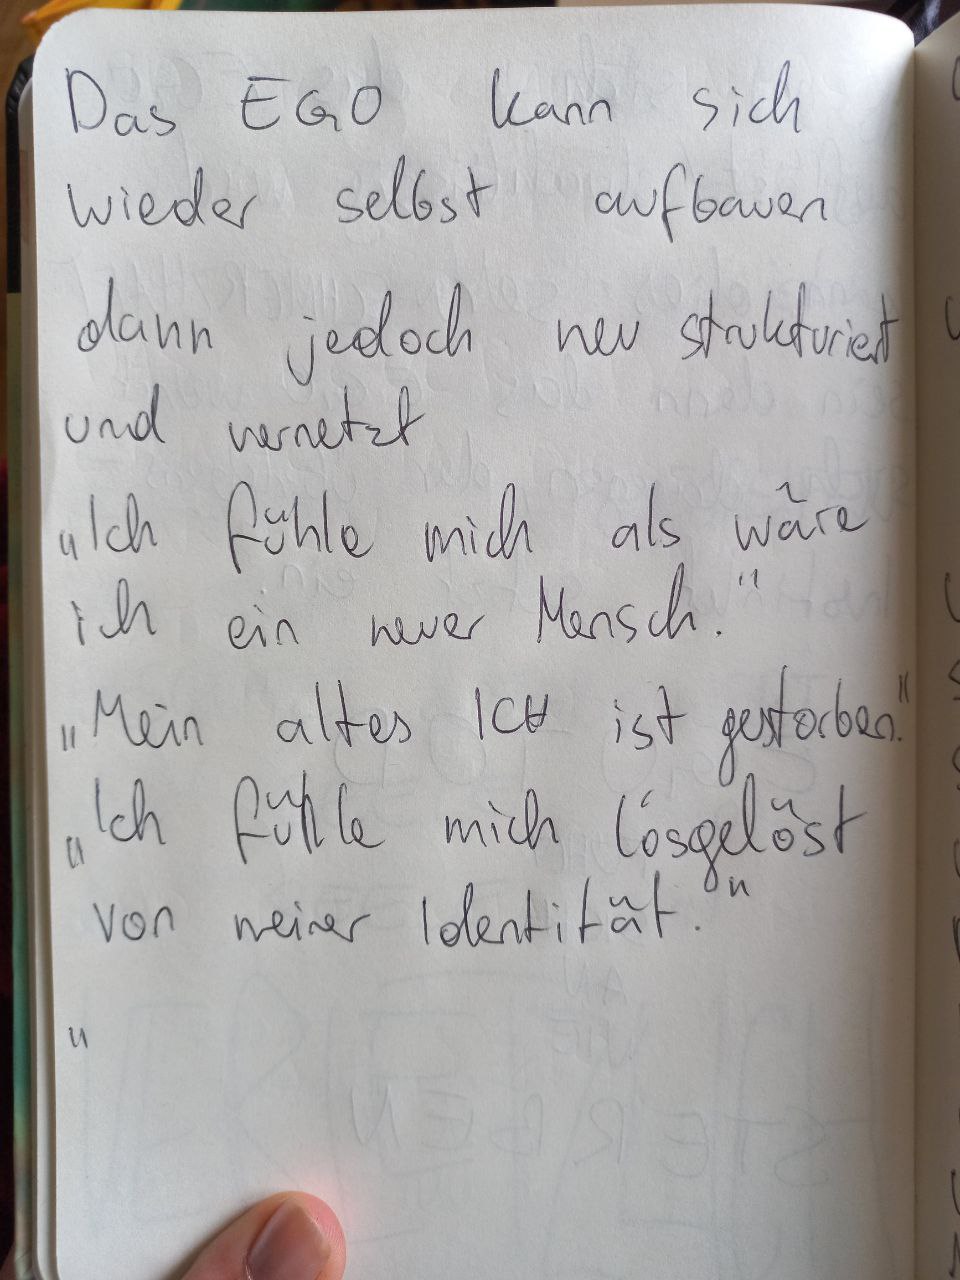 Das EGO kann sich
wieder selbst aufbauen
dann jedoch neu strukturiert
und vernetzt
„Ich fühle mich als wäre
ich ein neuer Mensch."
„Mein altes ICH ist gestorben."
„Ich fühle mich losgelöst
von meiner Identität."
„